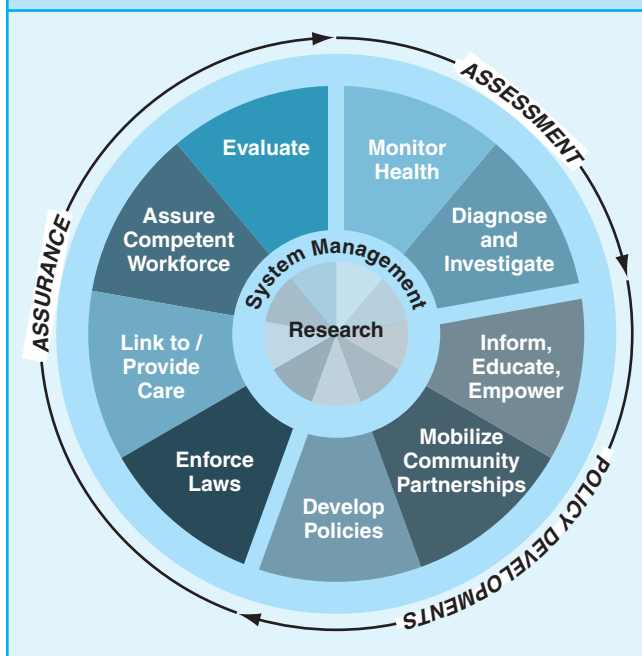 ASSESSMENT
Monitor
Health
Diagnose
and
Investigate
POLICY DEVELOPMENTS
Inform,
Educate,
Empower
Mobilize
Community
Partnerships
Develop
Policies
ASSURANCE
Enforce
Laws
Link to /
Provide
Care
Assure
Competent
Workforce
Evaluate
System Management
Research